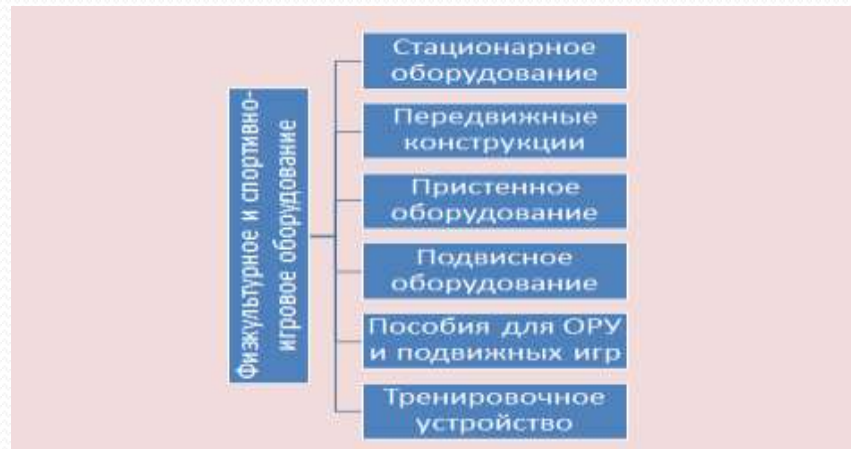 Физкультурное и спортивно-
игровое оборудование
Стационарное
оборудование
Передвижные
конструкции
Пристенное
оборудование
Подвисное
оборудование
Пособия для ОРУ
и подвижных игр
Тренировочное
устройство